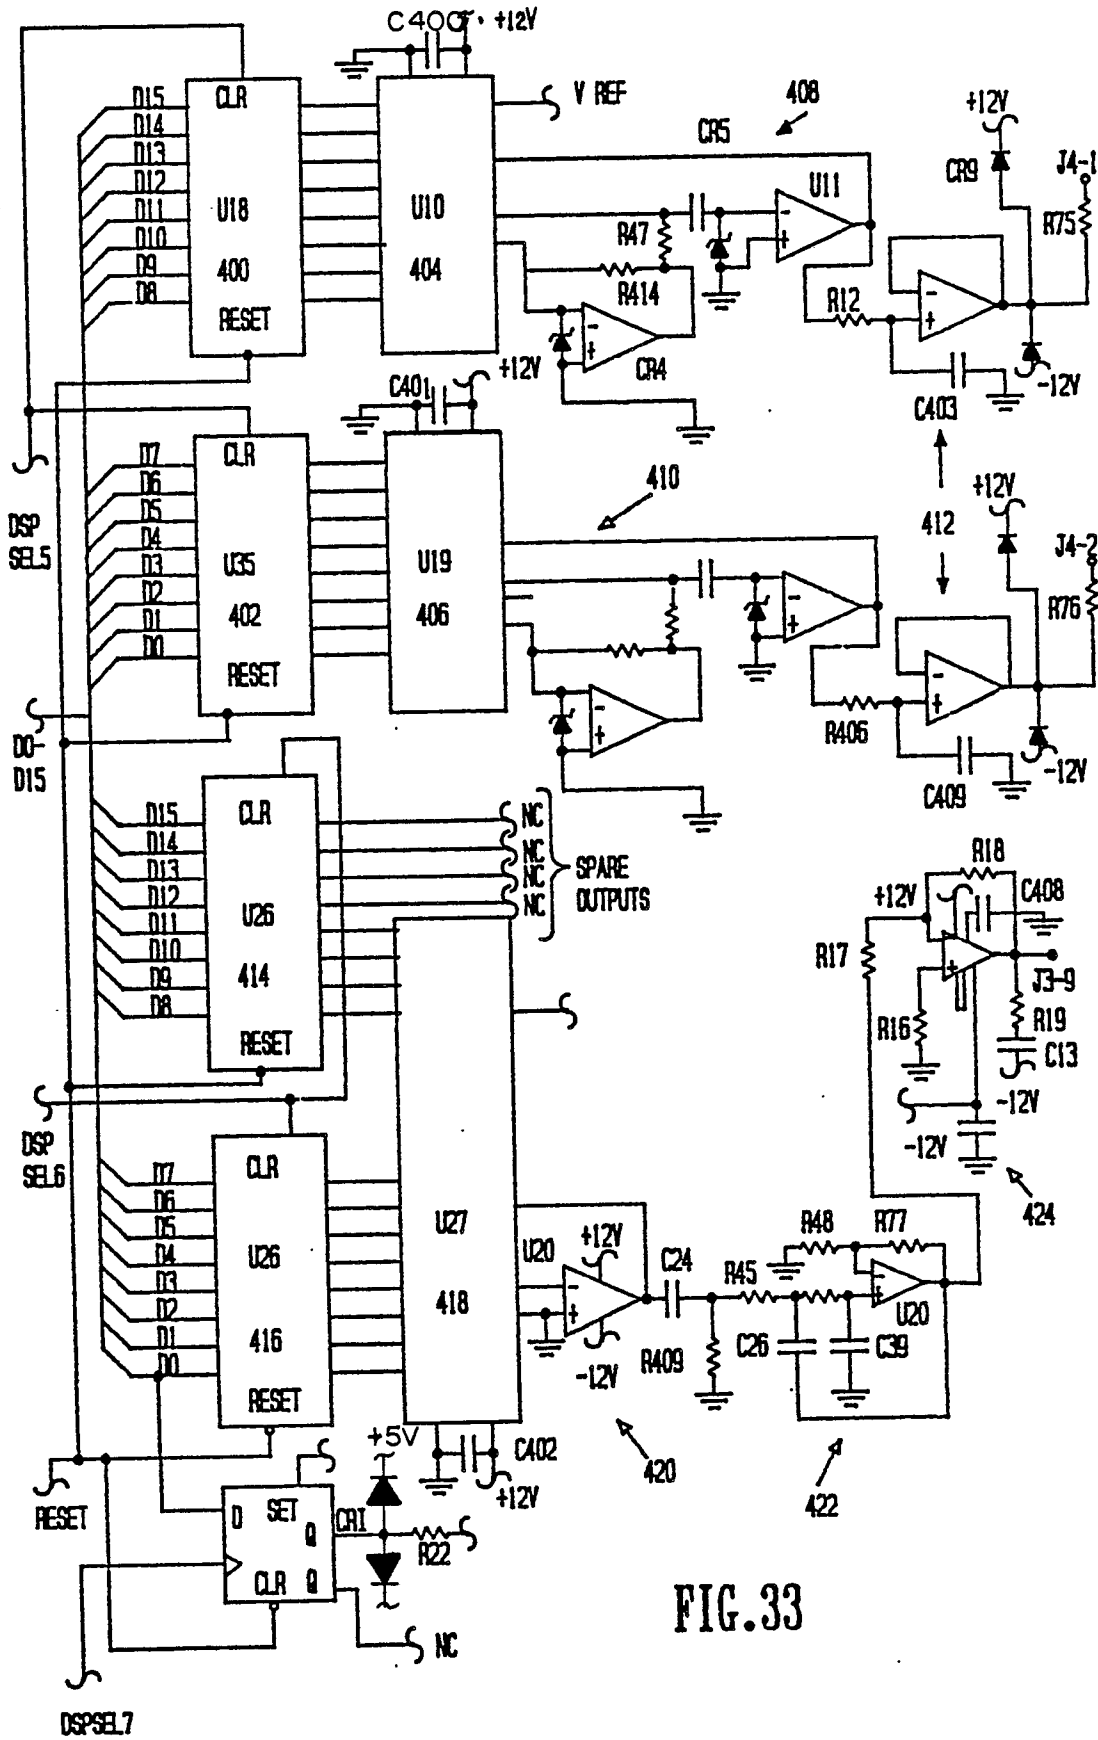 C400 +12V
CLR
D15
D14
D13
D12
D11
D10
D9
D8
U18
400
RESET
U10
404
V REF
408
CR5
U11
R47
R414
CR4
+12V
CR9
J4-1
R75
R12
C403
-12V
C401
+12V
DSP
SEL5
CLR
D7
D6
D5
D4
D3
D2
D1
D0
U35
402
RESET
U19
406
410
412
+12V
J4-2
R76
R406
C409
-12V
D0-
D15
CLR
D15
D14
D13
D12
D11
D10
D9
D8
U26
414
RESET
NC
NC
NC
NC
SPARE
OUTPUTS
R18
+12V
C408
R17
J3-9
R16
R19
C13
-12V
-12V
424
DSP
SEL6
CLR
D7
D6
D5
D4
D3
D2
D1
D0
U26
416
RESET
U27
418
U20
+12V
-12V
C24
R48
R77
R45
U20
R409
C26
C39
420
422
C402
+12V
RESET
+5V
D
SET
Q
CLR
Q
CRI
R22
NC
DSPSEL7
FIG.33